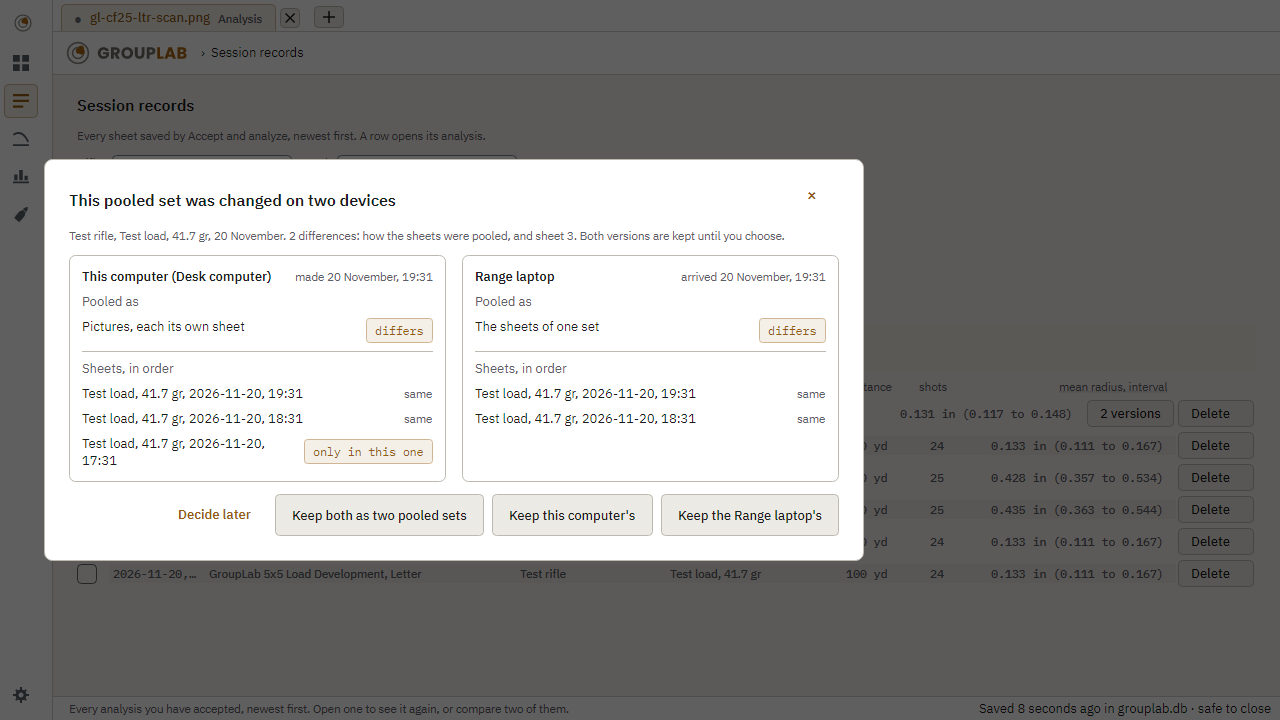 gl-cf25-ltr-scan.png Analysis
GROUPLAB › Session records
Session records
Every sheet saved by Accept and analyze, newest first. A row opens its analysis.
This pooled set was changed on two devices
Test rifle, Test load, 41.7 gr, 20 November. 2 differences: how the sheets were pooled, and sheet 3. Both versions are kept until you choose.
This computer (Desk computer) made 20 November, 19:31
Pooled as
Pictures, each its own sheet differs
Sheets, in order
Test load, 41.7 gr, 2026-11-20, 19:31 same
Test load, 41.7 gr, 2026-11-20, 18:31 same
Test load, 41.7 gr, 2026-11-20,
17:31 only in this one
Range laptop arrived 20 November, 19:31
Pooled as
The sheets of one set differs
Sheets, in order
Test load, 41.7 gr, 2026-11-20, 19:31 same
Test load, 41.7 gr, 2026-11-20, 18:31 same
Decide later Keep both as two pooled sets Keep this computer's Keep the Range laptop's
shots mean radius, interval
0.131 in (0.117 to 0.148) 2 versions Delete
yd 24 0.133 in (0.111 to 0.167) Delete
yd 25 0.428 in (0.357 to 0.534) Delete
yd 25 0.435 in (0.363 to 0.544) Delete
yd 24 0.133 in (0.111 to 0.167) Delete
2026-11-20,… GroupLab 5x5 Load Development, Letter Test rifle Test load, 41.7 gr 100 yd 24 0.133 in (0.111 to 0.167) Delete
Every analysis you have accepted, newest first. Open one to see it again, or compare two of them.
Saved 8 seconds ago in grouplab.db · safe to close